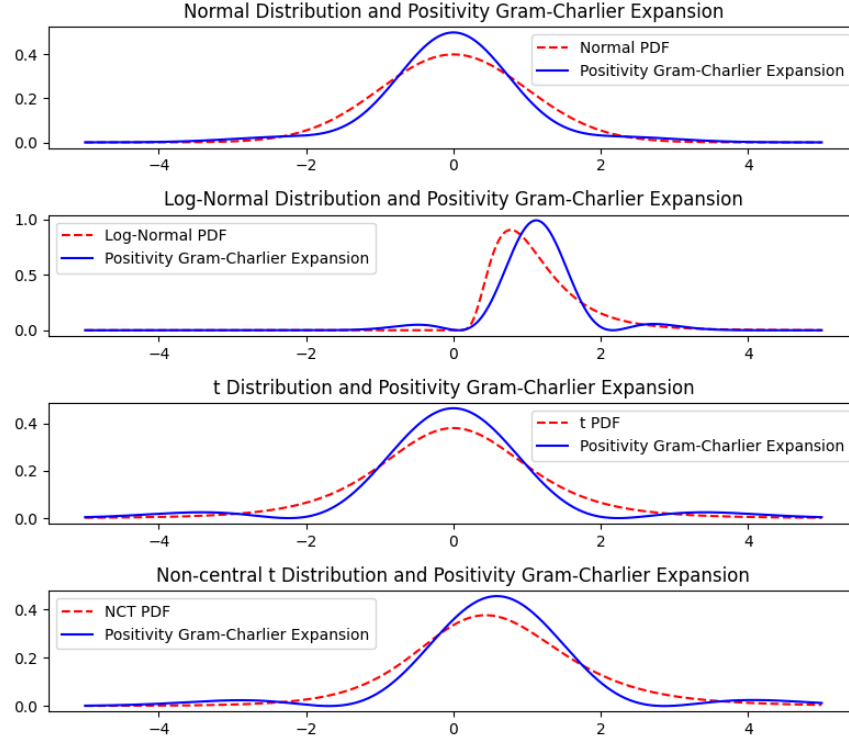 Normal Distribution and Positivity Gram-Charlier Expansion
Normal PDF
Positivity Gram-Charlier Expansion
0.4
0.2
0.0
−4 −2 0 2 4
Log-Normal Distribution and Positivity Gram-Charlier Expansion
Log-Normal PDF
Positivity Gram-Charlier Expansion
1.0
0.5
0.0
−4 −2 0 2 4
t Distribution and Positivity Gram-Charlier Expansion
t PDF
Positivity Gram-Charlier Expansion
0.4
0.2
0.0
−4 −2 0 2 4
Non-central t Distribution and Positivity Gram-Charlier Expansion
NCT PDF
Positivity Gram-Charlier Expansion
0.4
0.2
0.0
−4 −2 0 2 4